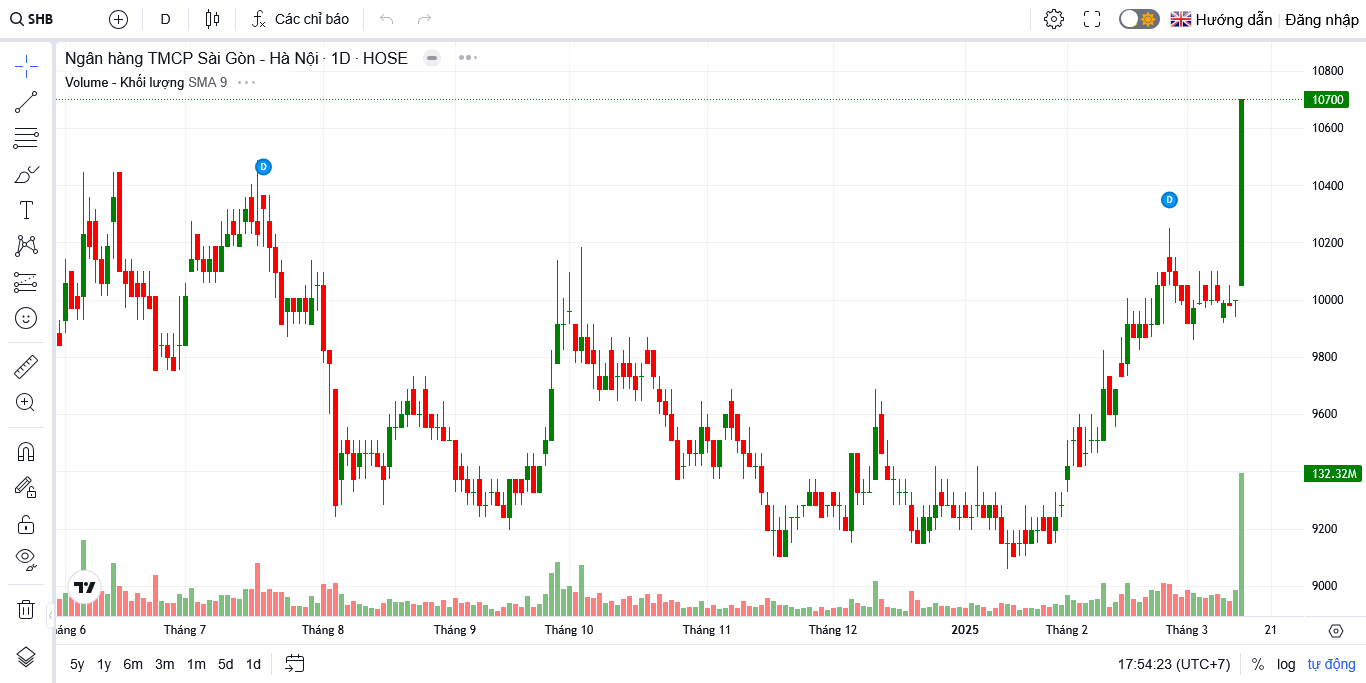 SHB D Các chỉ báo Hướng dẫn Đăng nhập
Ngân hàng TMCP Sài Gòn - Hà Nội · 1D · HOSE
Volume - Khối lượng SMA 9
D
D
10800
10700
10600
10400
10200
10000
9800
9600
132.32M
9200
9000
áng 6 Tháng 7 Tháng 8 Tháng 9 Tháng 10 Tháng 11 Tháng 12 2025 Tháng 2 Tháng 3 21
5y 1y 6m 3m 1m 5d 1d 17:54:23 (UTC+7) % log tự động